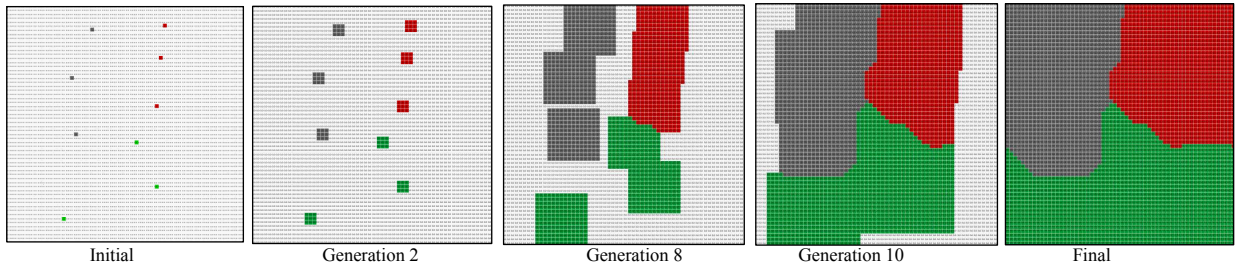 Initial
Generation 2
Generation 8
Generation 10
Final